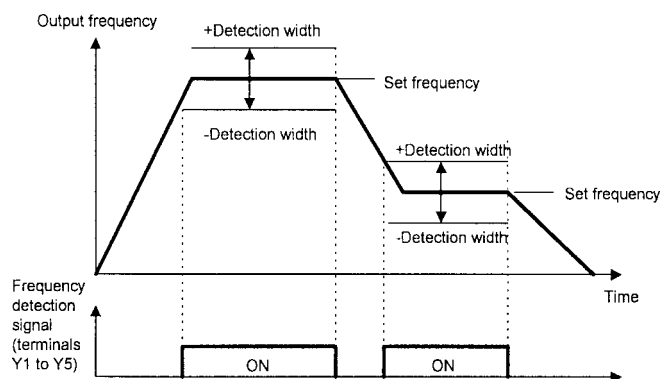 Output frequency
+Detection width
Set frequency
-Detection width
+Detection width
Set frequency
-Detection width
Time
Frequency
detection
signal
(terminals
Y1 to Y5)
ON
ON